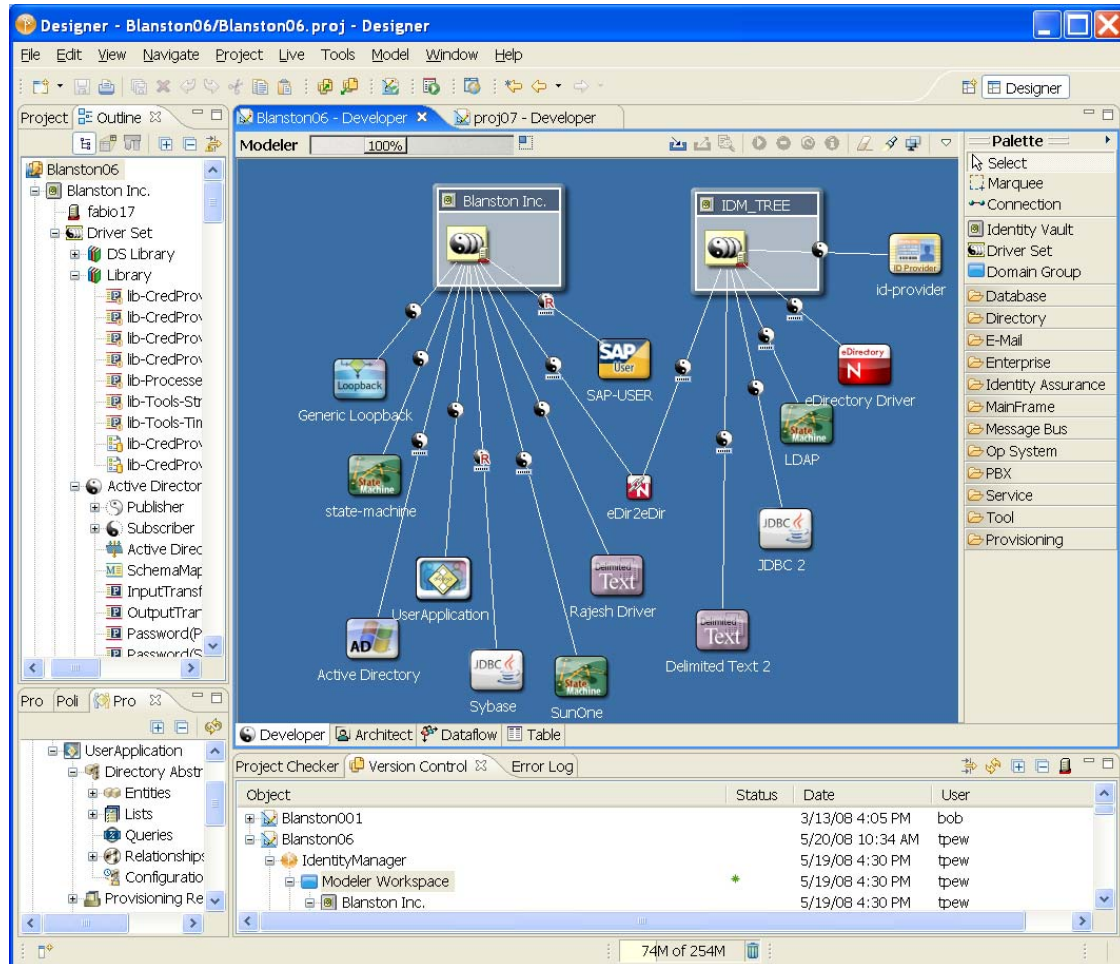 Designer - Blanston06/Blanston06.proj - Designer
File Edit View Navigate Project Live Tools Model Window Help
Designer
Project Outline
Blanston06
Blanston Inc.
fabio17
Driver Set
DS Library
Library
lib-CredProv
lib-CredProv
lib-CredProv
lib-CredProv
lib-Processe
lib-Tools-Str
lib-Tools-Tim
lib-CredProv
lib-CredProv
Active Director
Publisher
Subscriber
Active Direc
SchemaMap
InputTransf
OutputTran
Password(P
Password(S
Pro Poli Pro
UserApplication
Directory Abstr
Entities
Lists
Queries
Relationships
Configuratio
Provisioning Re
Blanston06 - Developer proj07 - Developer
Modeler 100%
Blanston Inc.
IDM_TREE
ID Provider
id-provider
Loopback
Generic Loopback
SAP
User
SAP-USER
eDirectory
N
eDirectory Driver
State
Machine
state-machine
State
Machine
LDAP
N
eDir2eDir
JDBC
JDBC 2
UserApplication
Delimited
Text
Rajesh Driver
AD
Active Directory
JDBC
Sybase
State
Machine
SunOne
Delimited
Text
Delimited Text 2
R
R
Developer Architect Dataflow Table
Palette
Select
Marquee
Connection
Identity Vault
Driver Set
Domain Group
Database
Directory
E-Mail
Enterprise
Identity Assurance
MainFrame
Message Bus
Op System
PBX
Service
Tool
Provisioning
Project Checker Version Control Error Log
Object Status Date User
Blanston001 3/13/08 4:05 PM bob
Blanston06 5/20/08 10:34 AM tpew
IdentityManager 5/19/08 4:30 PM tpew
Modeler Workspace 5/19/08 4:30 PM tpew
Blanston Inc. 5/19/08 4:30 PM tpew
74M of 254M